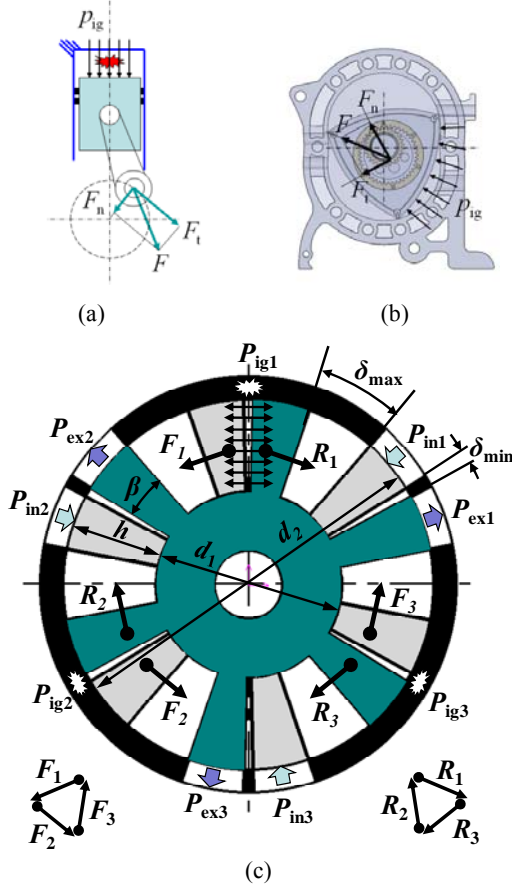 p_ig
F_n
F_t
F
(a)
F_n
F
F_t
p_ig
(b)
P_ig1
δ_max
P_ex2
F_1
R_1
P_in1
δ_min
P_in2
β
P_ex1
h
d_1
d_2
R_2
F_3
P_ig2
F_2
R_3
P_ig3
P_ex3
P_in3
F_1
F_2
F_3
R_1
R_2
R_3
(c)